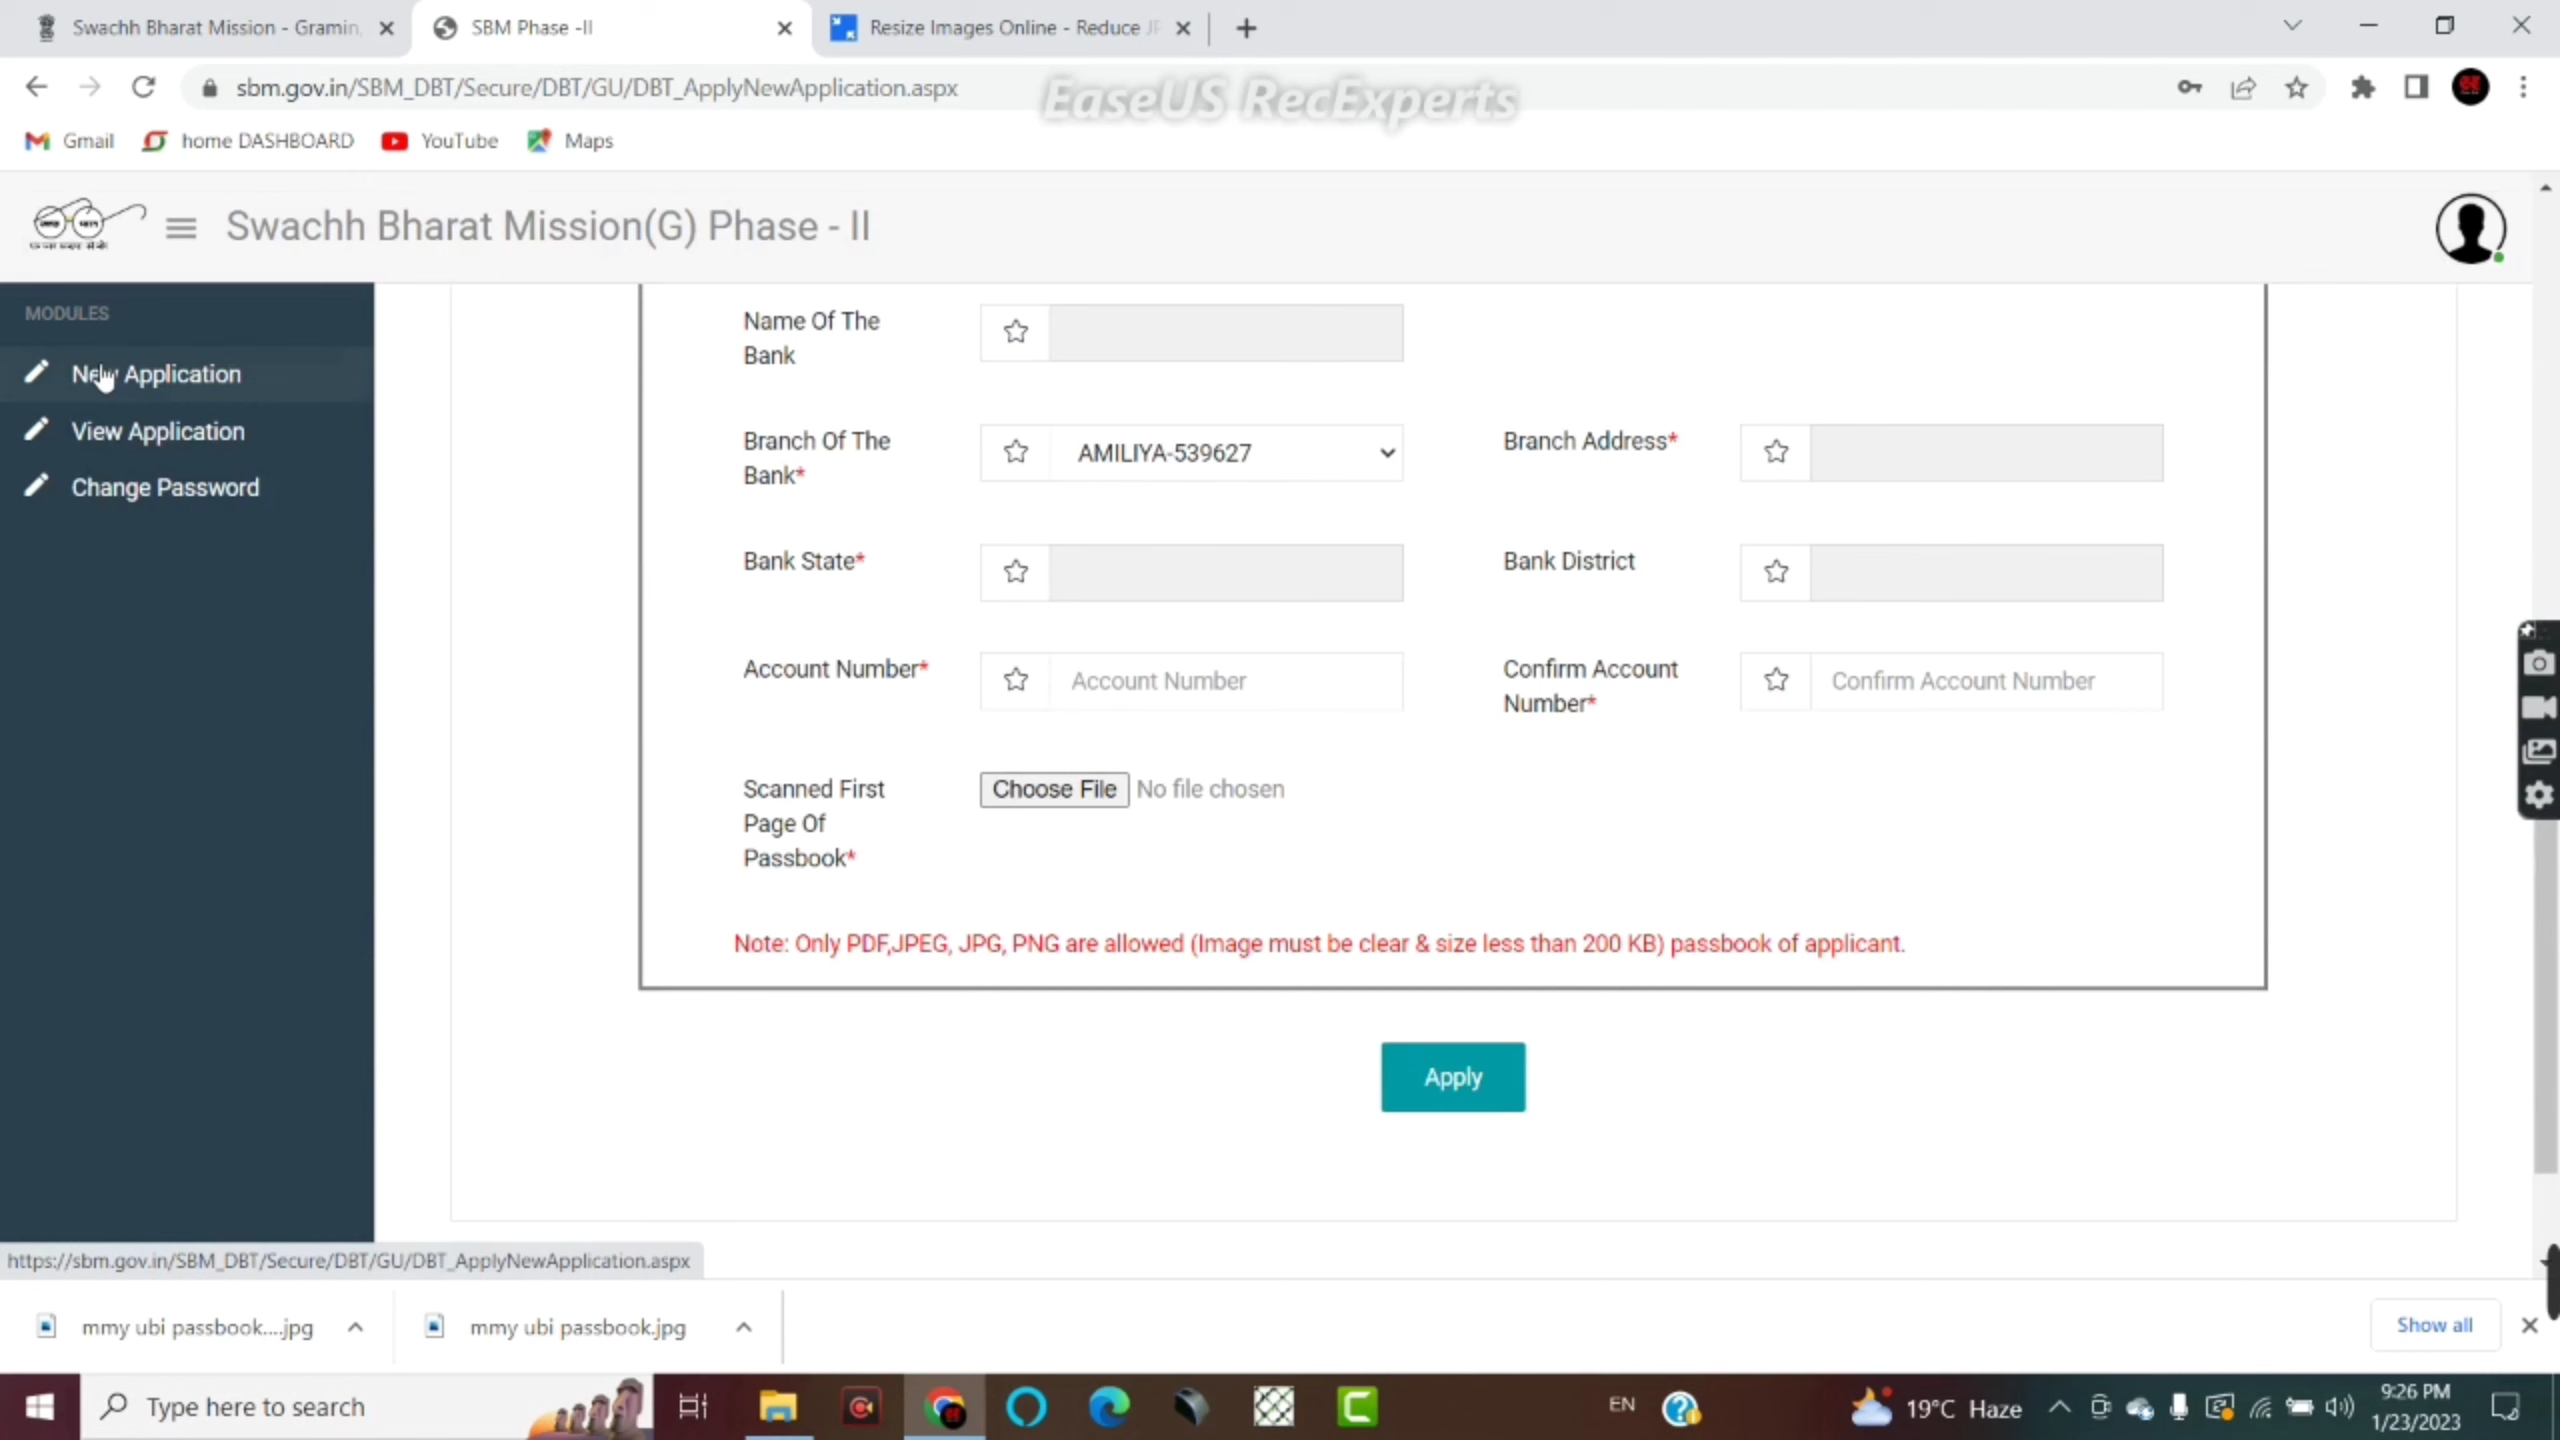 Swachh Bharat Mission - Gramin,
SBM Phase -II
Resize Images Online - Reduce JP
sbm.gov.in/SBM_DBT/Secure/DBT/GU/DBT_ApplyNewApplication.aspx
EaseUS RecExperts
Gmail
home DASHBOARD
YouTube
Maps
Swachh Bharat Mission(G) Phase - II
MODULES
New Application
View Application
Change Password
Name Of The
Bank
Branch Of The
Bank*
AMILIYA-539627
Branch Address*
Bank State*
Bank District
Account Number*
Account Number
Confirm Account
Number*
Confirm Account Number
Scanned First
Page Of
Passbook*
Choose File No file chosen
Note: Only PDF,JPEG, JPG, PNG are allowed (Image must be clear & size less than 200 KB) passbook of applicant.
Apply
https://sbm.gov.in/SBM_DBT/Secure/DBT/GU/DBT_ApplyNewApplication.aspx
mmy ubi passbook....jpg
mmy ubi passbook.jpg
Show all
Type here to search
EN
19°C Haze
9:26 PM
1/23/2023